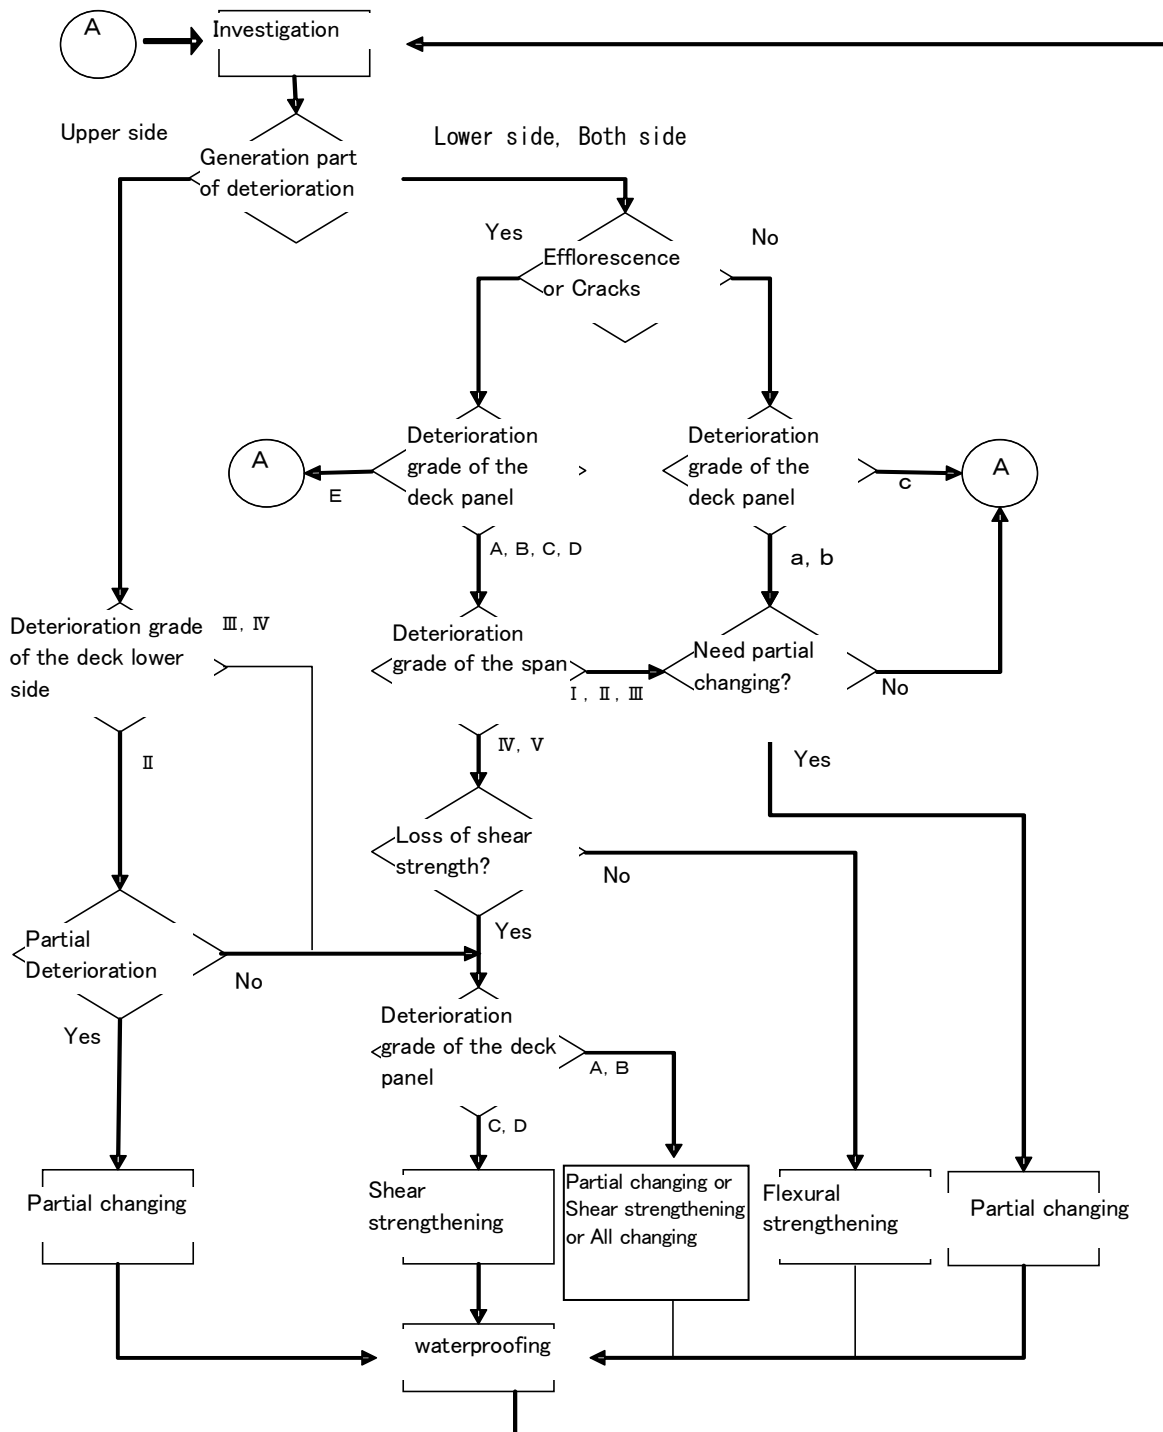 A
Investigation
Upper side
Lower side, Both side
Generation part
of deterioration
Yes
No
Efflorescence
or Cracks
Deterioration
grade of the
deck panel
Deterioration
grade of the
deck panel
A
E
c
A
A, B, C, D
a, b
Deterioration grade
of the deck lower
side
Ⅲ, Ⅳ
Deterioration
grade of the span
Ⅰ, Ⅱ, Ⅲ
Need partial
changing?
No
Ⅱ
Ⅳ, Ⅴ
Yes
Loss of shear
strength?
No
Yes
Partial
Deterioration
No
Yes
Deterioration
grade of the deck
panel
A, B
C, D
Partial changing
Shear
strengthening
Partial changing or
Shear strengthening
or All changing
Flexural
strengthening
Partial changing
waterproofing